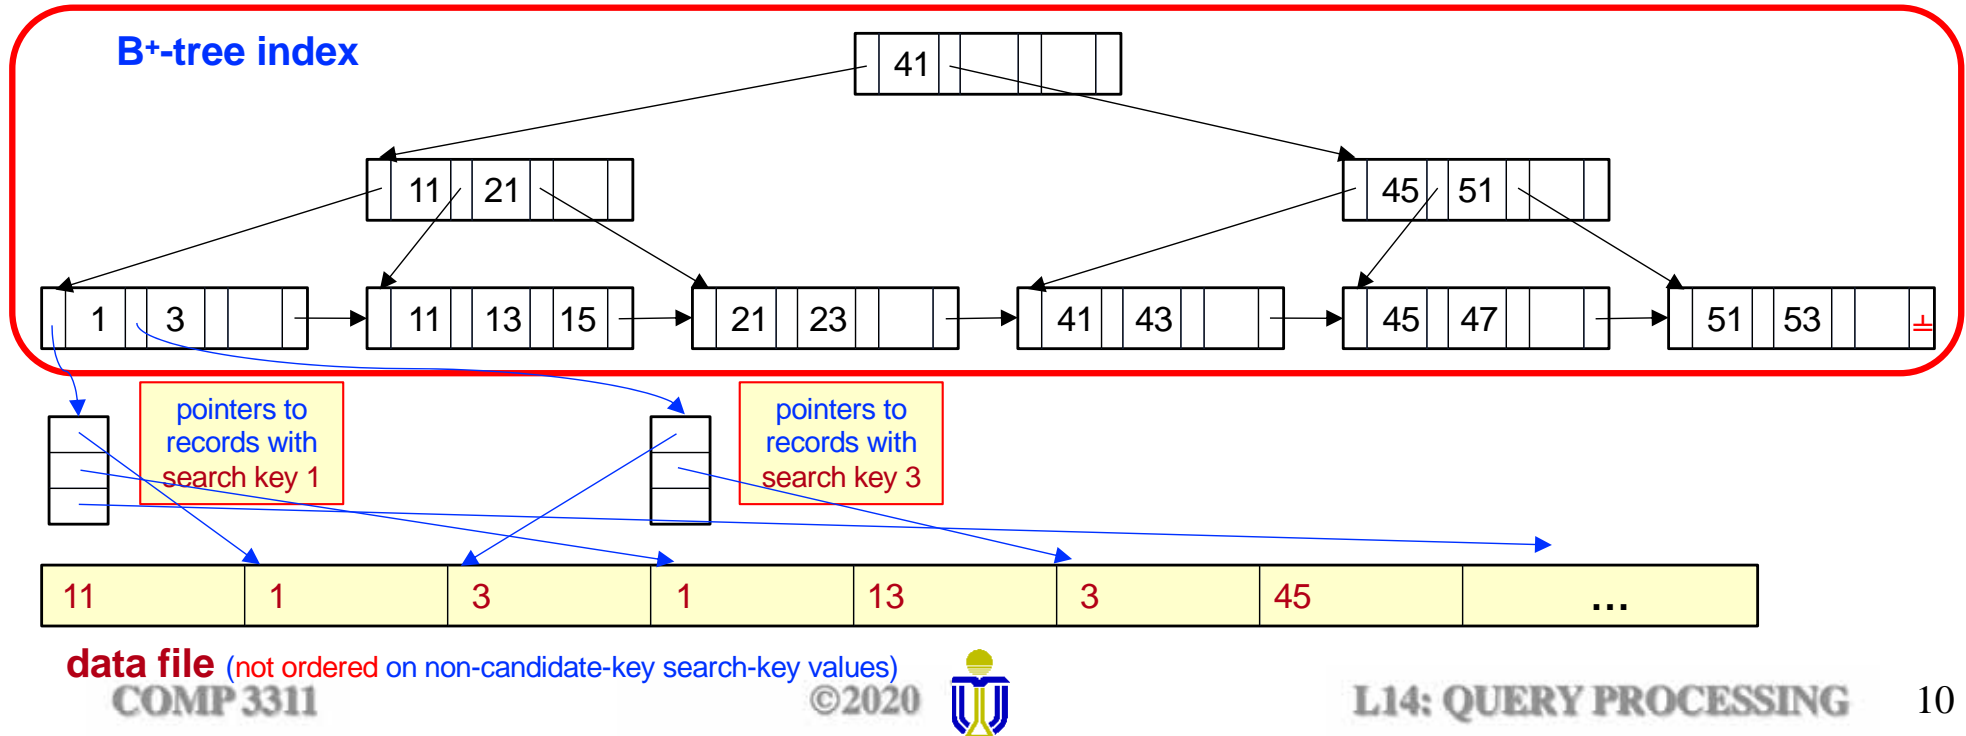 B+-tree index
41
11 21
45 51
1 3
11 13 15
21 23
41 43
45 47
51 53
pointers to
records with
search key 1
pointers to
records with
search key 3
11 1 3 1 13 3 45 ...
data file (not ordered on non-candidate-key search-key values)
COMP 3311
©2020
L14: QUERY PROCESSING
10